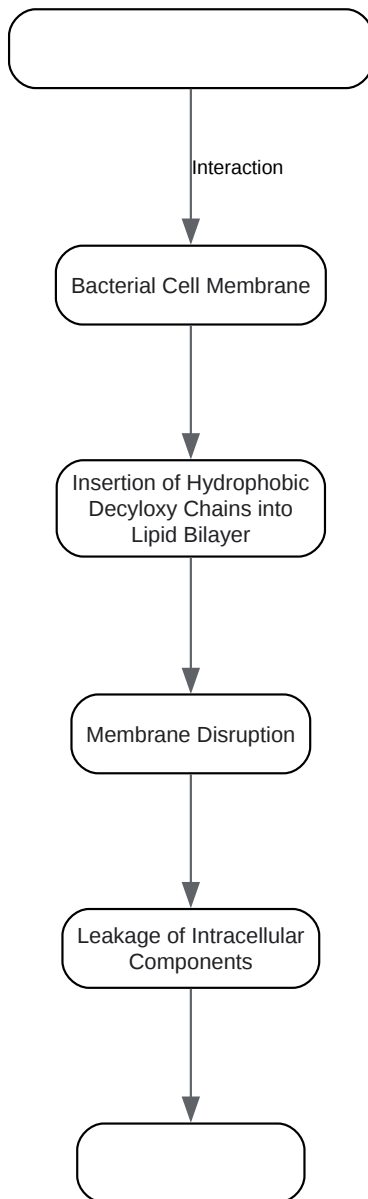 Interaction
Bacterial Cell Membrane
Insertion of Hydrophobic
Decyloxy Chains into
Lipid Bilayer
Membrane Disruption
Leakage of Intracellular
Components